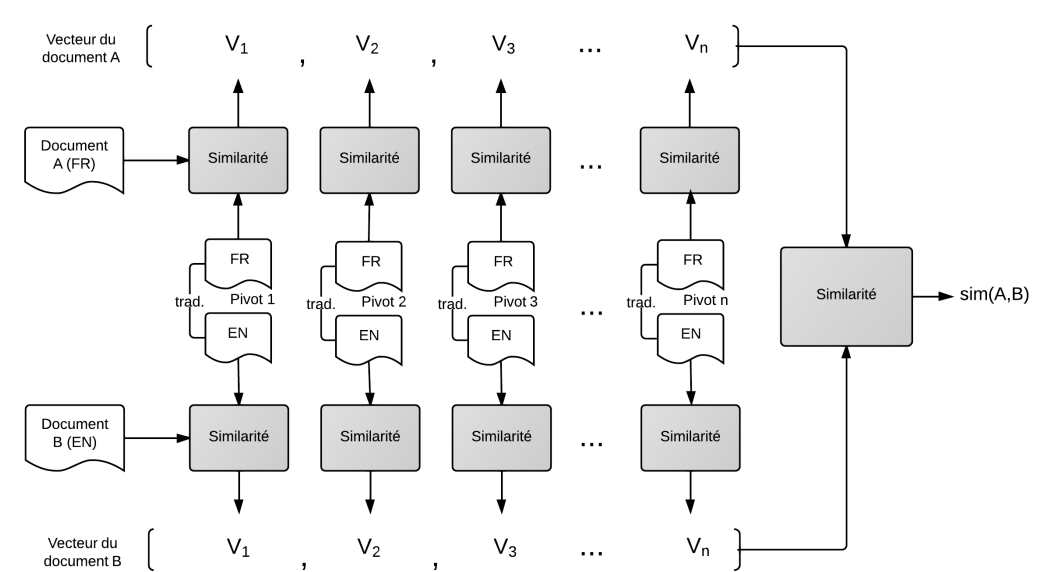 Vecteur du
document A
[ V1 , V2 , V3 ... Vn ]
Document
A (FR)
Similarité Similarité Similarité ... Similarité
FR FR FR FR
trad. Pivot 1 trad. Pivot 2 trad. Pivot 3 ... trad. Pivot n
EN EN EN EN
Similarité
sim(A,B)
Document
B (EN)
Similarité Similarité Similarité ... Similarité
Vecteur du
document B
[ V1 , V2 , V3 ... Vn ]